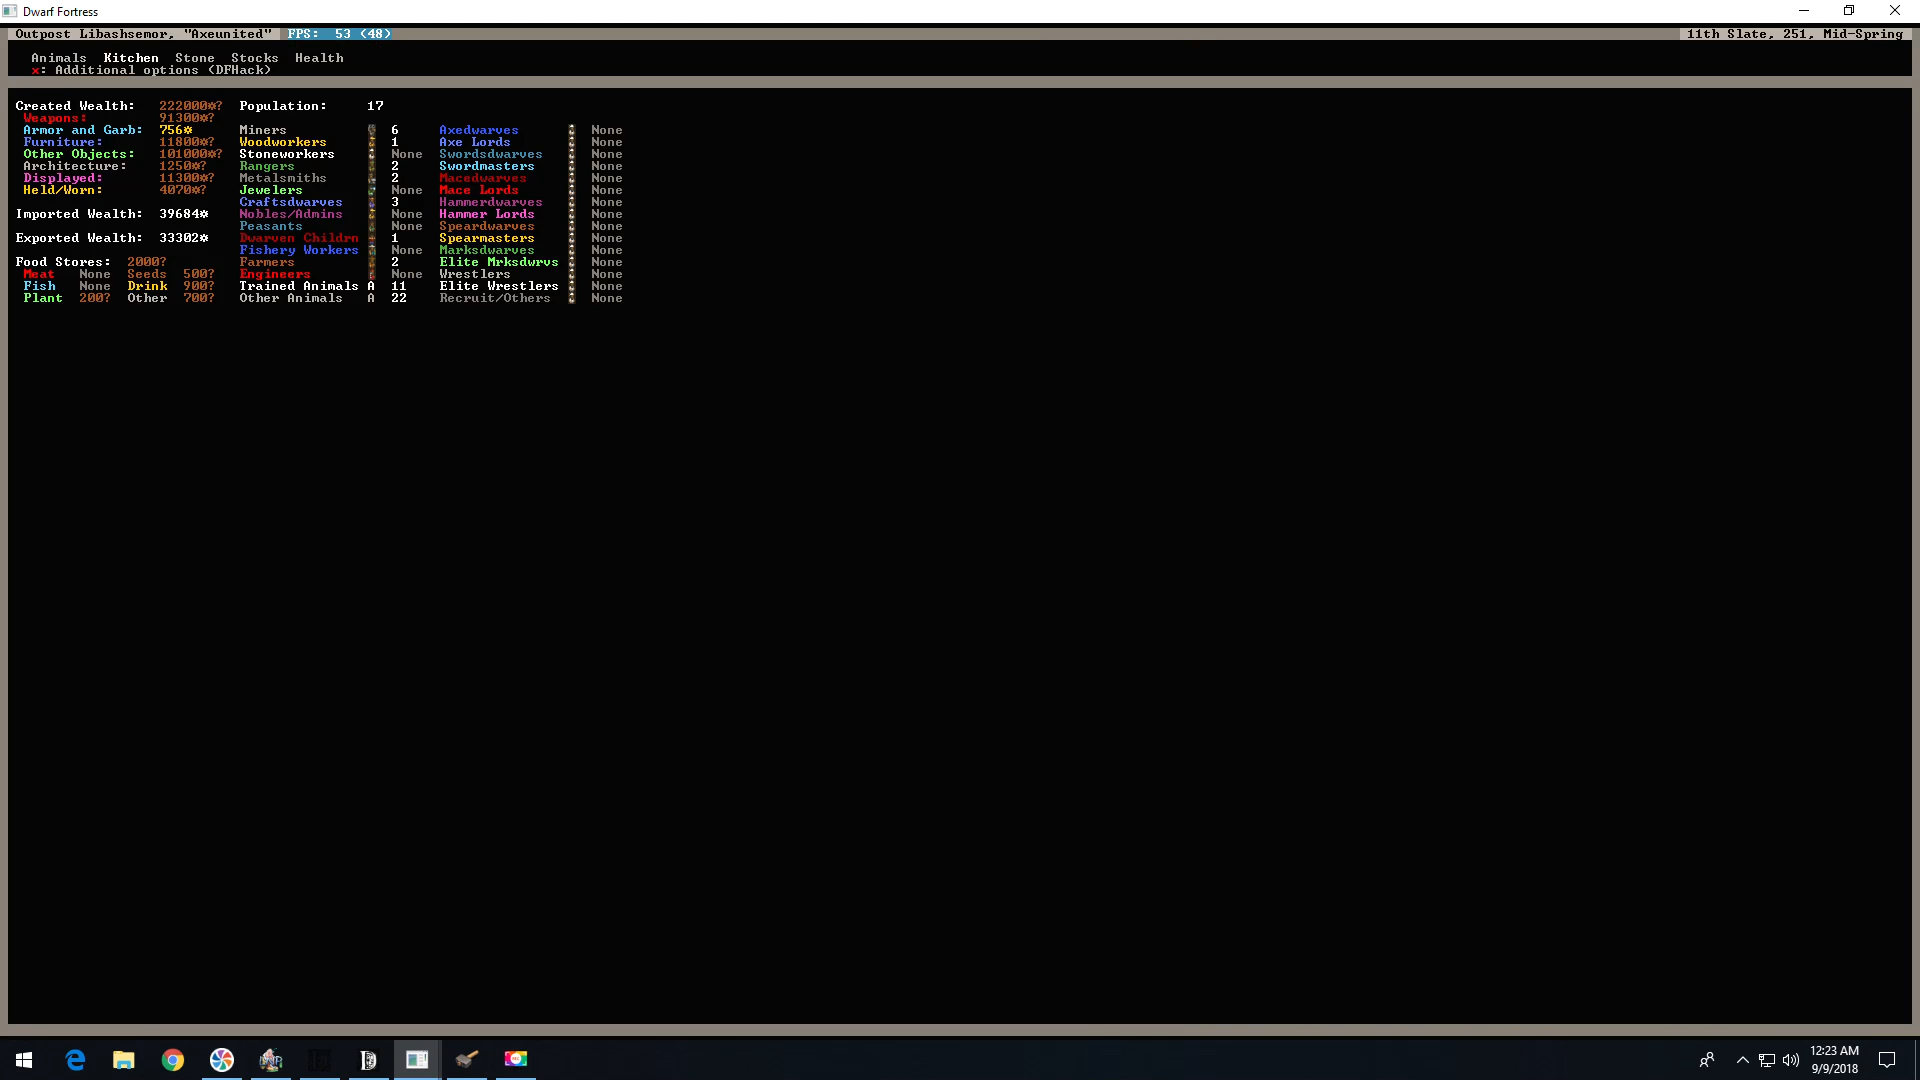 Dwarf Fortress
Outpost Libashsemor, "Axeunited" FPS: 53 (48) 11th Slate, 251, Mid-Spring
Animals Kitchen Stone Stocks Health
x: Additional options (DFHack)
Created Wealth: 222000☼? Population: 17
Weapons: 91300☼?
Armor and Garb: 756☼ Miners 6 Axedwarves None
Furniture: 11800☼? Woodworkers 1 Axe Lords None
Other Objects: 101000☼? Stoneworkers None Swordsdwarves None
Architecture: 1250☼? Rangers 2 Swordmasters None
Displayed: 11300☼? Metalsmiths 2 Macedwarves None
Held/Worn: 4070☼? Jewelers None Mace Lords None
Craftsdwarves 3 Hammerdwarves None
Imported Wealth: 39684☼ Nobles/Admins None Hammer Lords None
Peasants None Speardwarves None
Exported Wealth: 33302☼ Dwarven Childrn 1 Spearmasters None
Fishery Workers None Marksdwarves None
Food Stores: 2000? Farmers 2 Elite Mrksdwrvs None
Meat None Seeds 500? Engineers None Wrestlers None
Fish None Drink 900? Trained Animals A 11 Elite Wrestlers None
Plant 200? Other 700? Other Animals A 22 Recruit/Others None
12:23 AM
9/9/2018